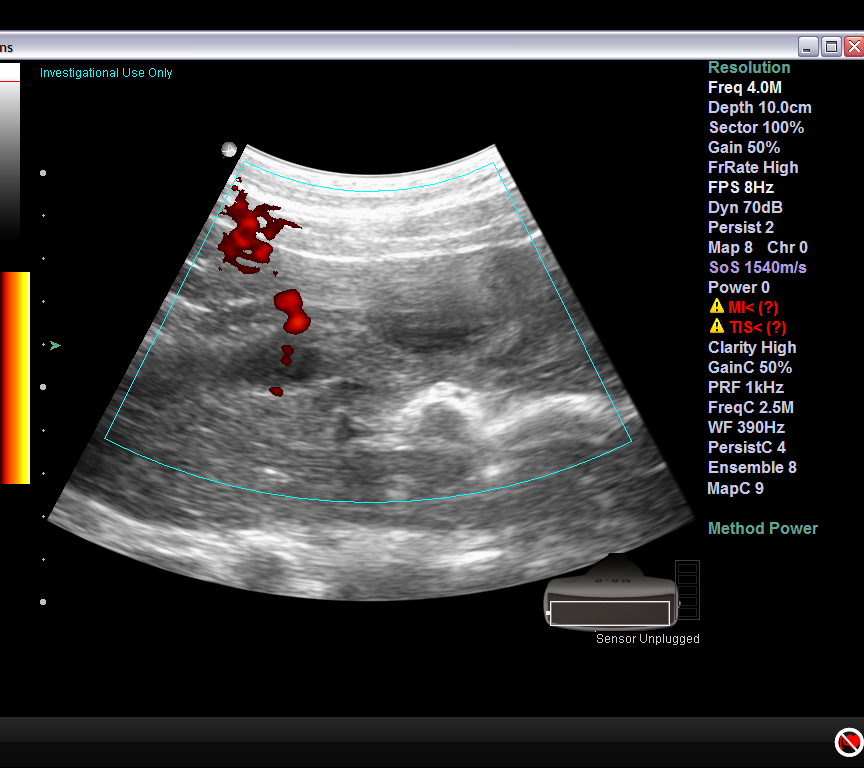 ns
Investigational Use Only
Resolution
Freq 4.0M
Depth 10.0cm
Sector 100%
Gain 50%
FrRate High
FPS 8Hz
Dyn 70dB
Persist 2
Map 8 Chr 0
SoS 1540m/s
Power 0
MI< (?)
TIS< (?)
Clarity High
GainC 50%
PRF 1kHz
FreqC 2.5M
WF 390Hz
PersistC 4
Ensemble 8
MapC 9
Method Power
Sensor Unplugged